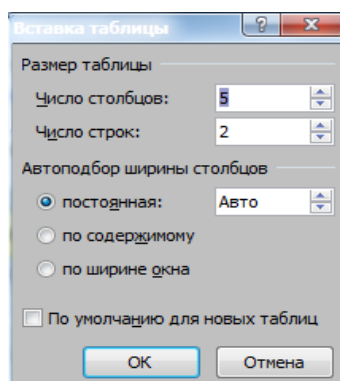 Вставка таблицы
Размер таблицы
Число столбцов: 5
Число строк: 2
Автоподбор ширины столбцов
постоянная: Авто
по содержимому
по ширине окна
По умолчанию для новых таблиц
ОК Отмена